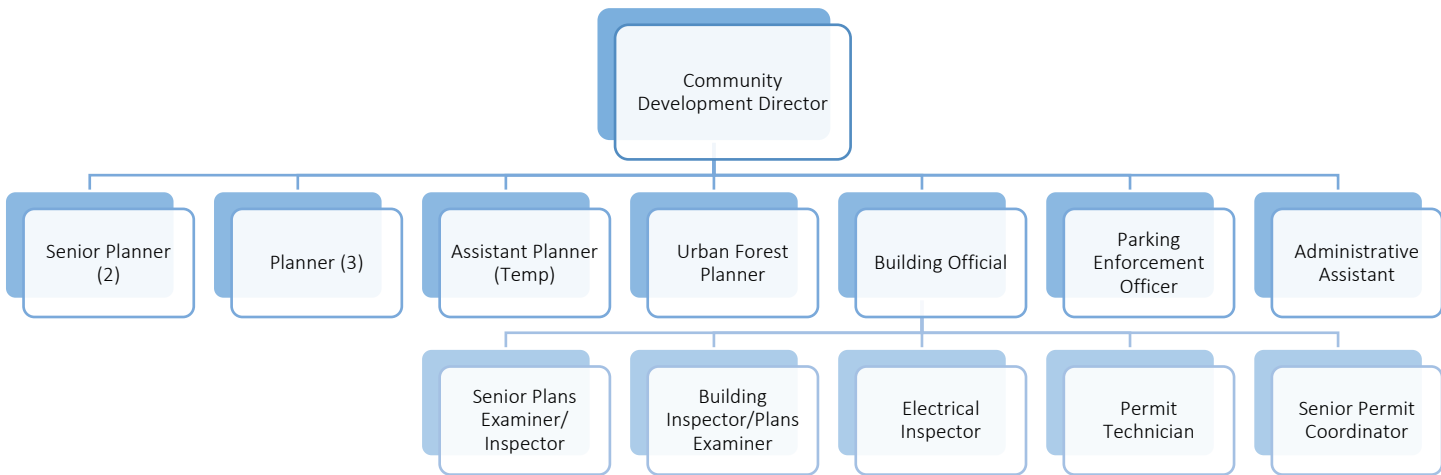 Community
Development Director
Senior Planner
(2)
Planner (3)
Assistant Planner
(Temp)
Urban Forest
Planner
Building Official
Parking
Enforcement
Officer
Administrative
Assistant
Senior Plans
Examiner/
Inspector
Building
Inspector/Plans
Examiner
Electrical
Inspector
Permit
Technician
Senior Permit
Coordinator